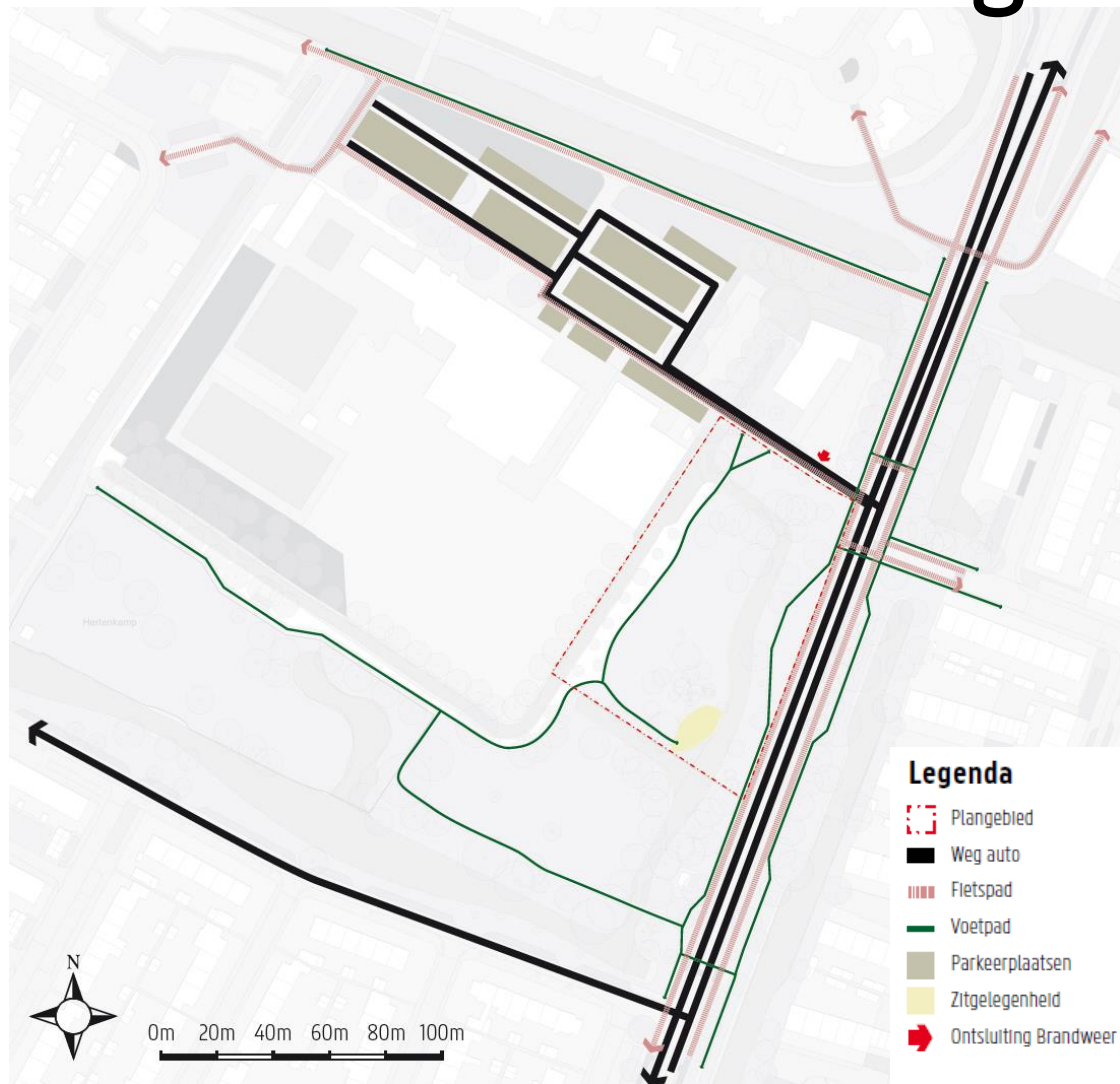 g
Hertenkamp
N
0m 20m 40m 60m 80m 100m
Legenda
Plangebied
Weg auto
Fietspad
Voetpad
Parkeerplaatsen
Zitgelegenheid
Ontsluiting Brandweer